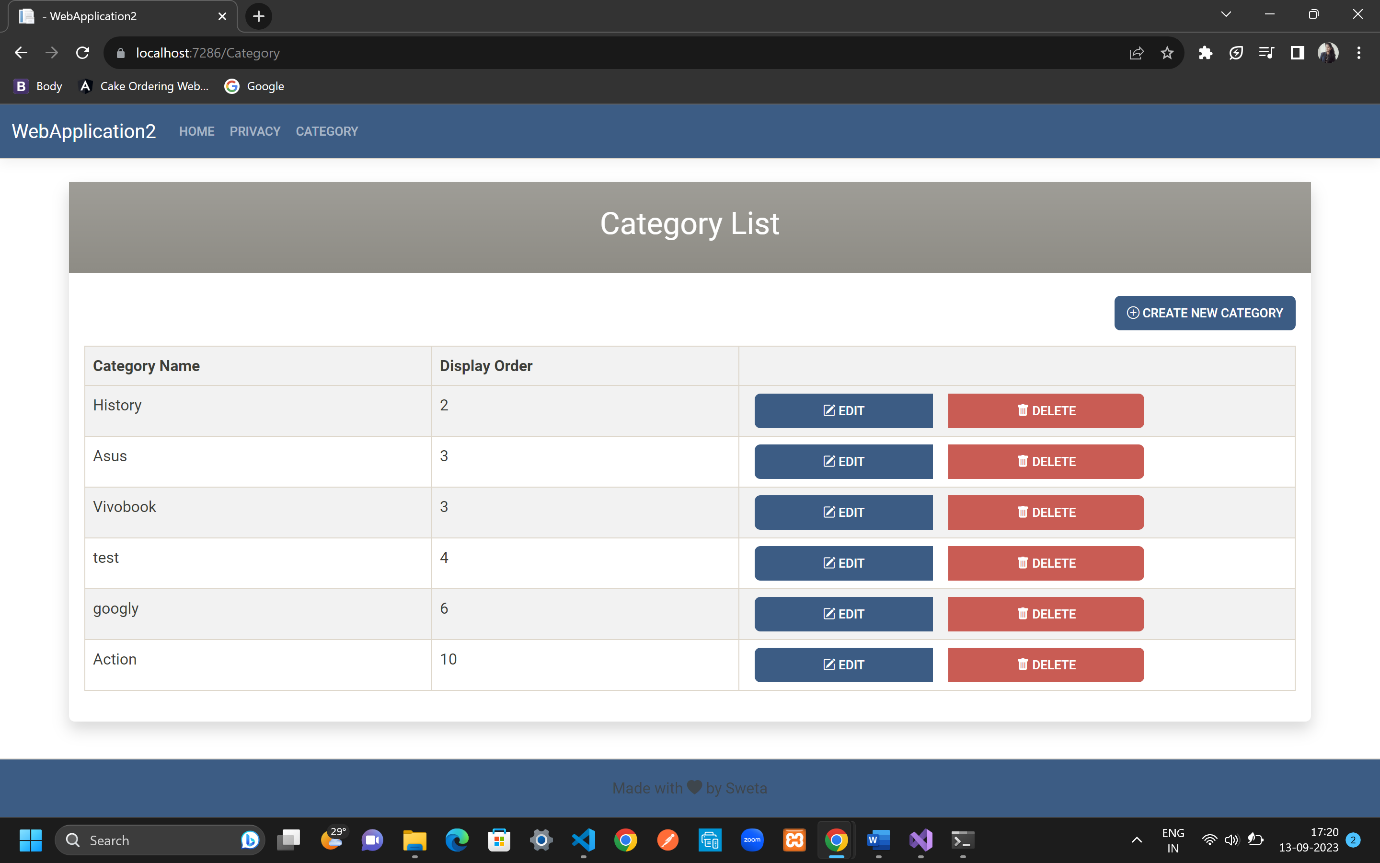 - WebApplication2
localhost:7286/Category
B Body A Cake Ordering Web... G Google
WebApplication2 HOME PRIVACY CATEGORY
Category List
CREATE NEW CATEGORY
Category Name Display Order
History 2 EDIT DELETE
Asus 3 EDIT DELETE
Vivobook 3 EDIT DELETE
test 4 EDIT DELETE
googly 6 EDIT DELETE
Action 10 EDIT DELETE
Made with ♥ by Sweta
Search 29° zoom W ENG IN 17:20 13-09-2023 2